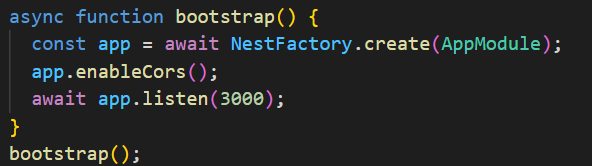 async function bootstrap() {
  const app = await NestFactory.create(AppModule);
  app.enableCors();
  await app.listen(3000);
}
bootstrap();